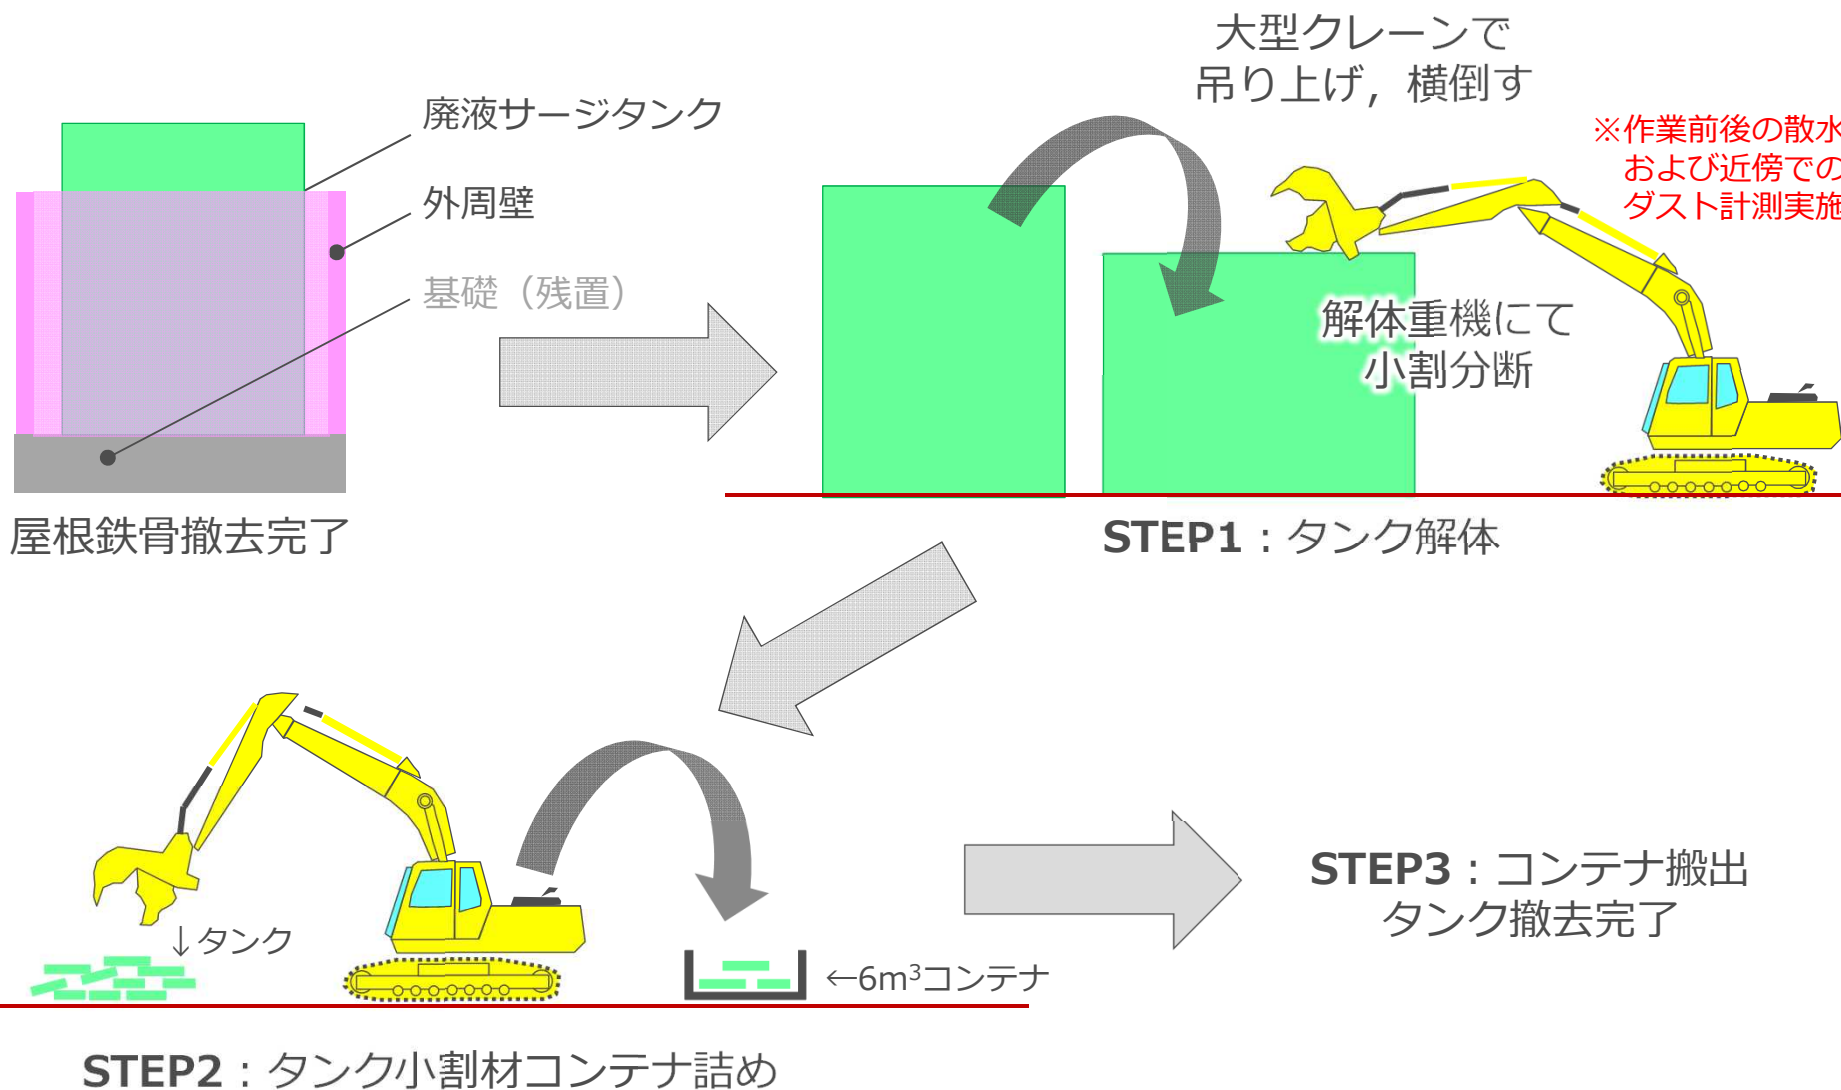 廃液サージタンク
外周壁
基礎（残置）
屋根鉄骨撤去完了
大型クレーンで
吊り上げ，横倒す
※作業前後の散水
および近傍での
ダスト計測実施
解体重機にて
小割分断
STEP1：タンク解体
↓タンク
←6m³コンテナ
STEP2：タンク小割材コンテナ詰め
STEP3：コンテナ搬出
タンク撤去完了